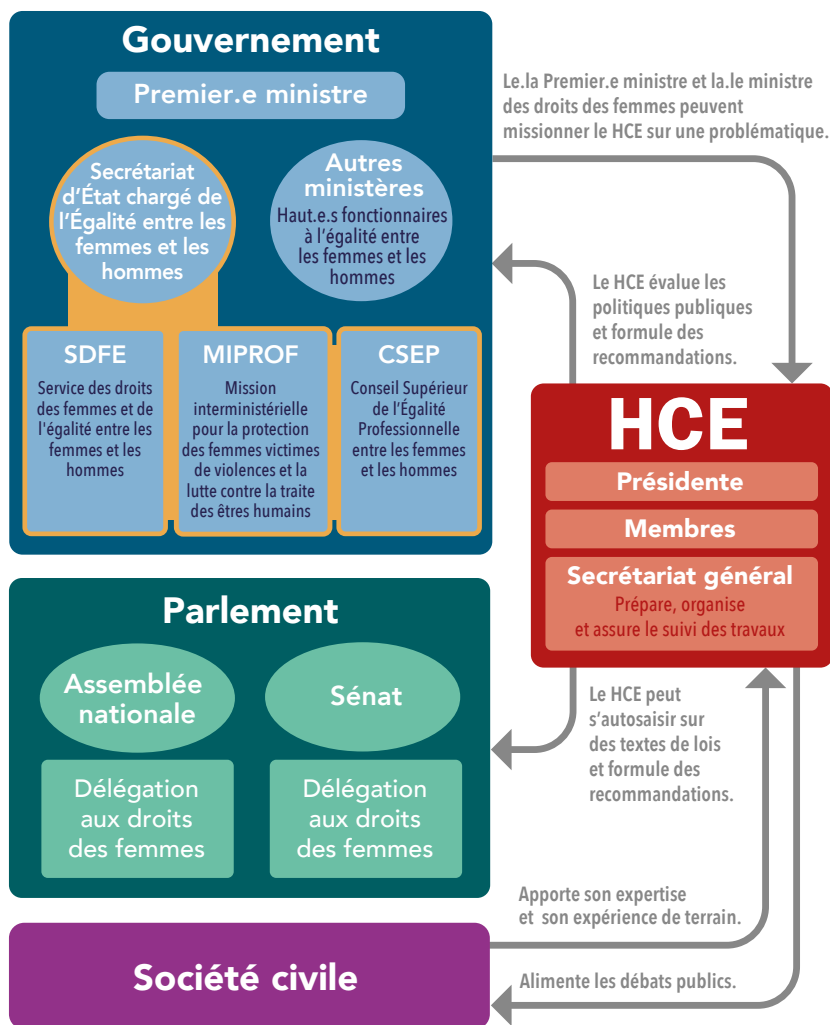 Gouvernement
Premier.e ministre
Secrétariat
d'État chargé de
l'Égalité entre les
femmes et les
hommes
Autres
ministères
Haut.e.s fonctionnaires
à l'égalité entre
les femmes et les
hommes
SDFE
Service des droits
des femmes et de
l'égalité entre les
femmes et les
hommes
MIPROF
Mission
interministérielle
pour la protection
des femmes victimes
de violences et la
lutte contre la traite
des êtres humains
CSEP
Conseil Supérieur
de l'Égalité
Professionnelle
entre les femmes
et les hommes
Le.la Premier.e ministre et la.le ministre
des droits des femmes peuvent
missionner le HCE sur une problématique.
Le HCE évalue les
politiques publiques
et formule des
recommandations.
HCE
Présidente
Membres
Secrétariat général
Prépare, organise
et assure le suivi des travaux
Parlement
Assemblée
nationale
Sénat
Délégation
aux droits
des femmes
Délégation
aux droits
des femmes
Le HCE peut
s'autosaisir sur
des textes de lois
et formule des
recommandations.
Apporte son expertise
et son expérience de terrain.
Société civile
Alimente les débats publics.